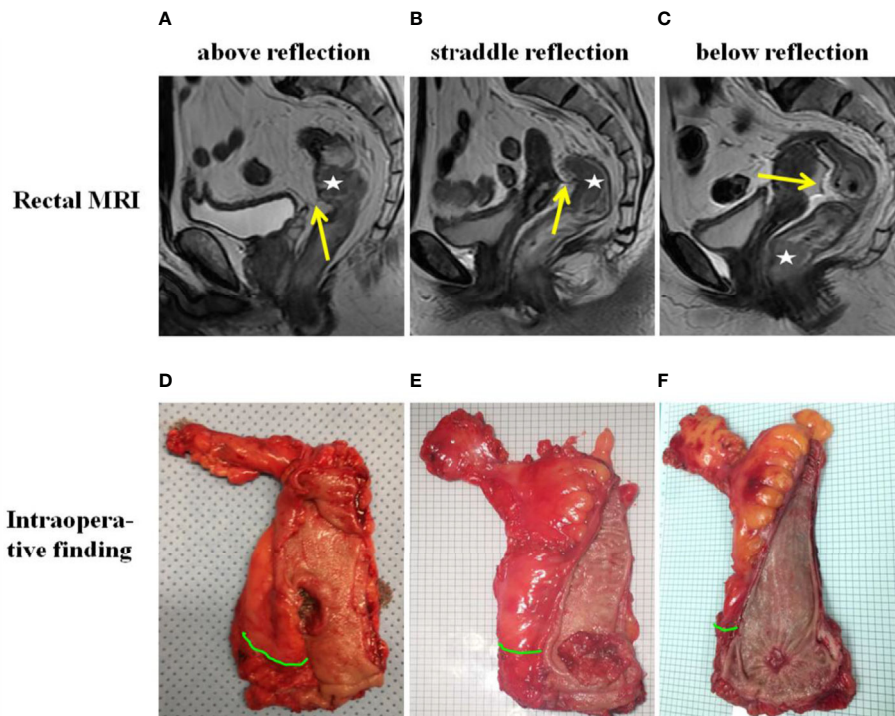 A
B
C
above reflection
straddle reflection
below reflection
Rectal MRI
D
E
F
Intraopera-
tive finding